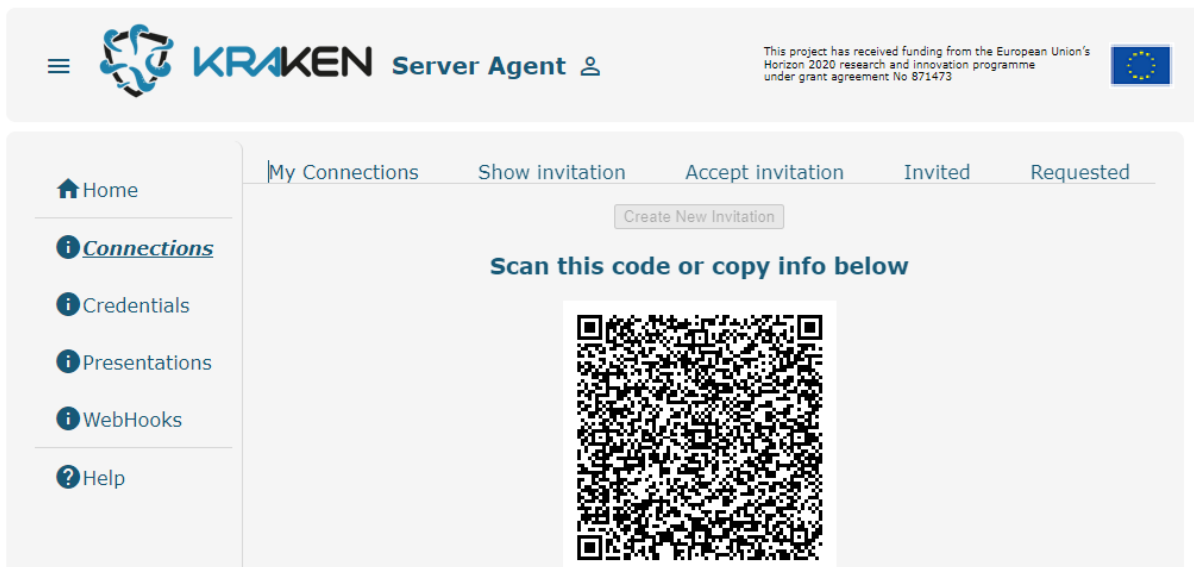 KRAKEN Server Agent
This project has received funding from the European Union's
Horizon 2020 research and innovation programme
under grant agreement No 871473
Home
Connections
Credentials
Presentations
WebHooks
Help
My Connections Show invitation Accept invitation Invited Requested
Create New Invitation
Scan this code or copy info below